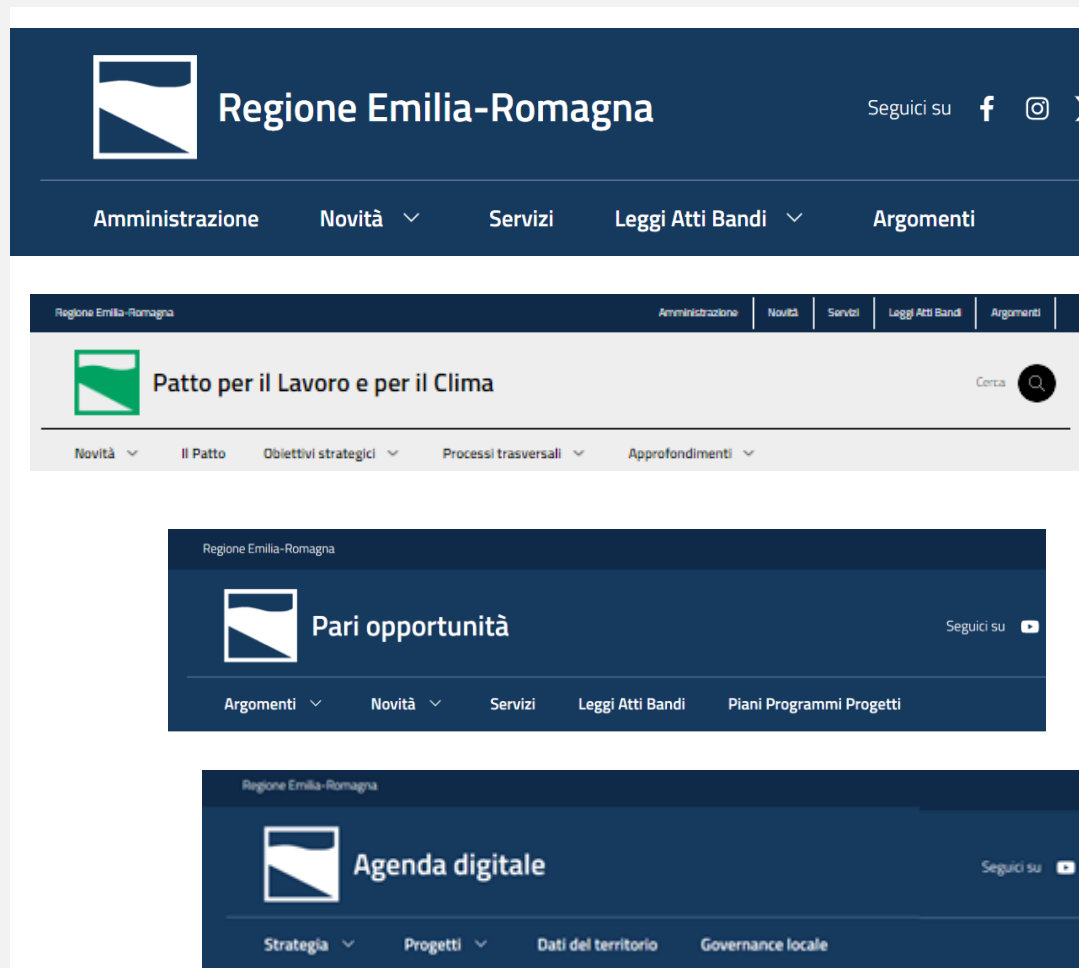 Regione Emilia-Romagna Seguici su
Amministrazione Novità Servizi Leggi Atti Bandi Argomenti
Regione Emilia-Romagna Amministrazione Novità Servizi Leggi Atti Bandi Argomenti
Patto per il Lavoro e per il Clima Cerca
Novità Il Patto Obiettivi strategici Processi trasversali Approfondimenti
Regione Emilia-Romagna
Pari opportunità Seguici su
Argomenti Novità Servizi Leggi Atti Bandi Piani Programmi Progetti
Regione Emilia-Romagna
Agenda digitale Seguici su
Strategia Progetti Dati del territorio Governance locale